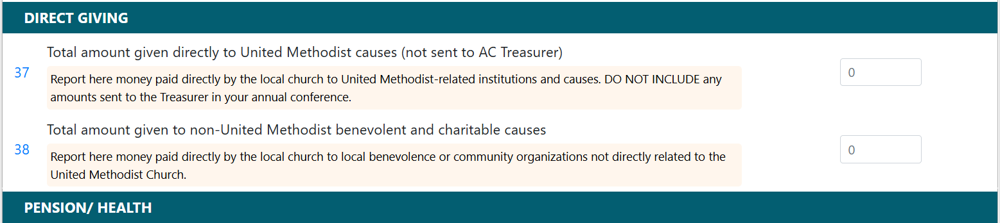 DIRECT GIVING
Total amount given directly to United Methodist causes (not sent to AC Treasurer)
37
Report here money paid directly by the local church to United Methodist-related institutions and causes. DO NOT INCLUDE any
amounts sent to the Treasurer in your annual conference.
0
Total amount given to non-United Methodist benevolent and charitable causes
38
Report here money paid directly by the local church to local benevolence or community organizations not directly related to the
United Methodist Church.
0
PENSION/ HEALTH